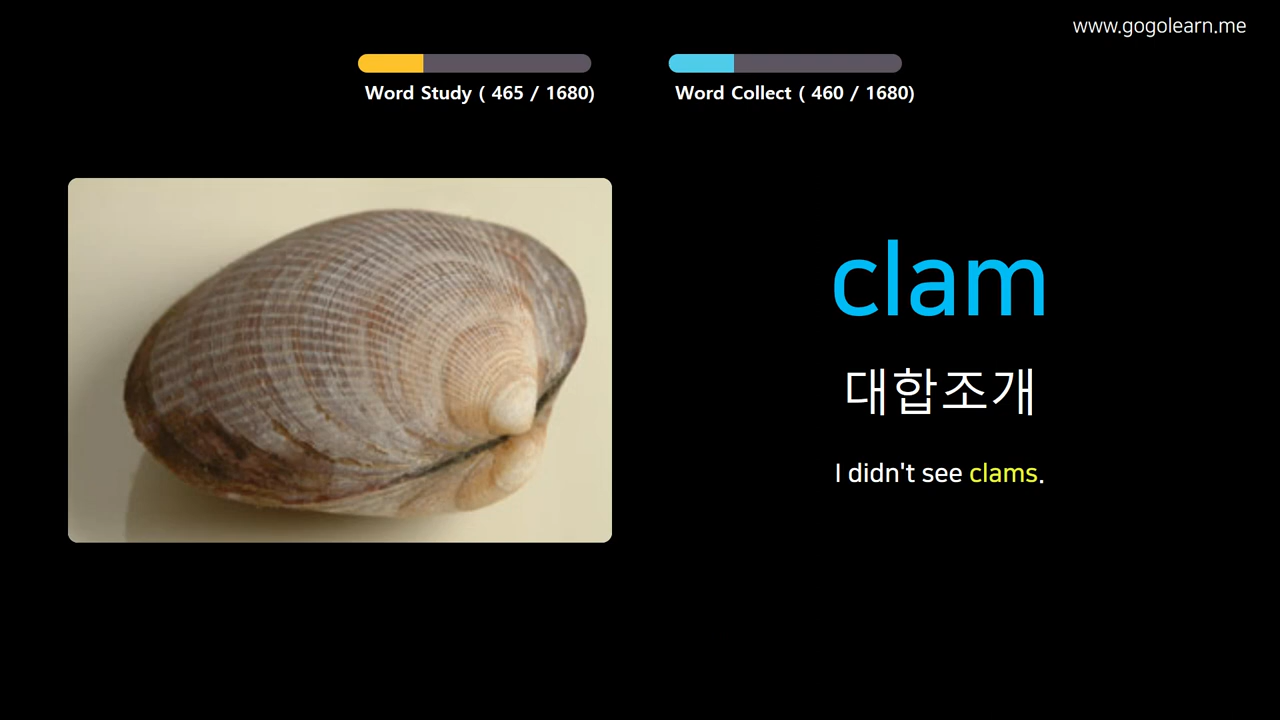 www.gogolearn.me
Word Study ( 465 / 1680)
Word Collect ( 460 / 1680)
clam
대합조개
I didn't see clams.